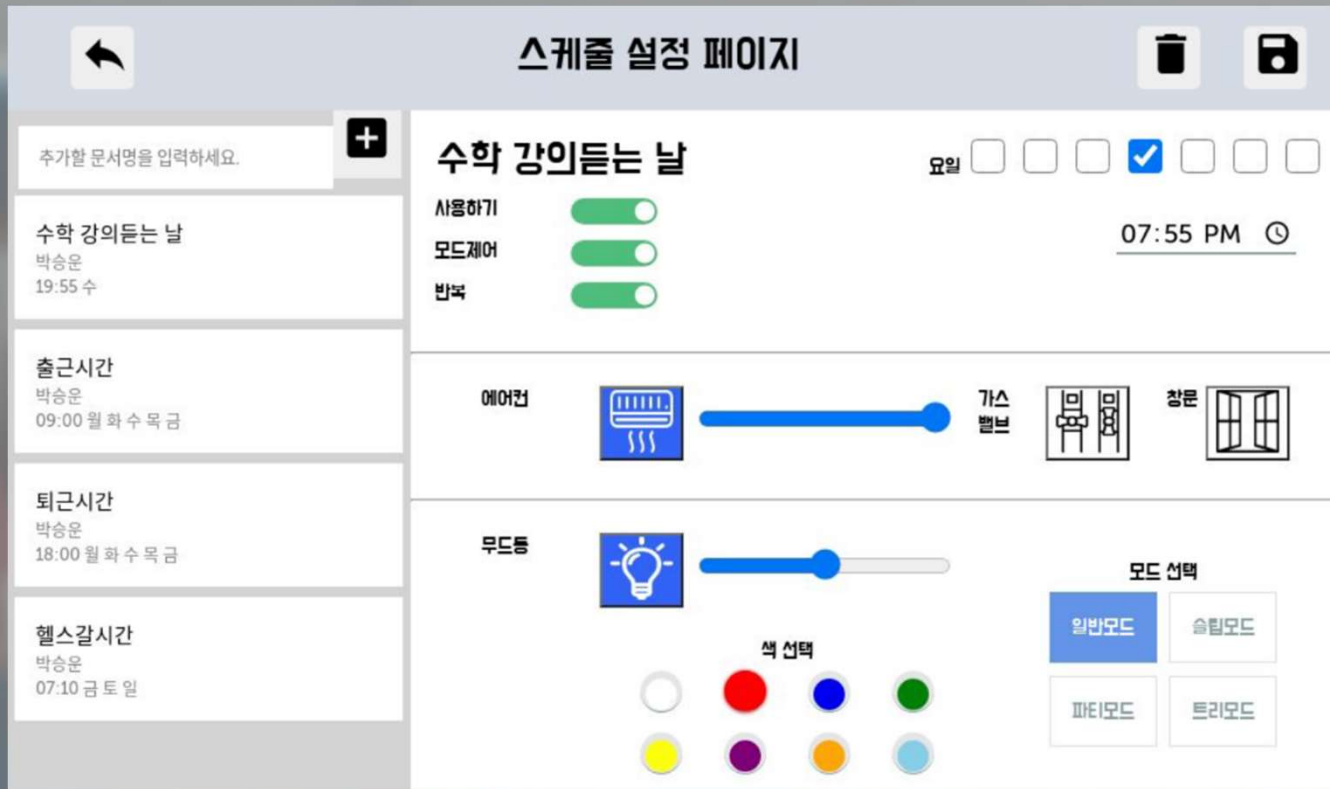 스케줄 설정 페이지
추가할 문서명을 입력하세요.
수학 강의듣는 날
박승운
19:55 수
출근시간
박승운
09:00 월 화 수 목 금
퇴근시간
박승운
18:00 월 화 수 목 금
헬스갈시간
박승운
07:10 금 토 일
수학 강의듣는 날
요일
사용하기
07:55 PM
모드제어
반복
에어컨
가스
밸브
창문
무드등
모드 선택
일반모드
슬립모드
색 선택
파티모드
트리모드